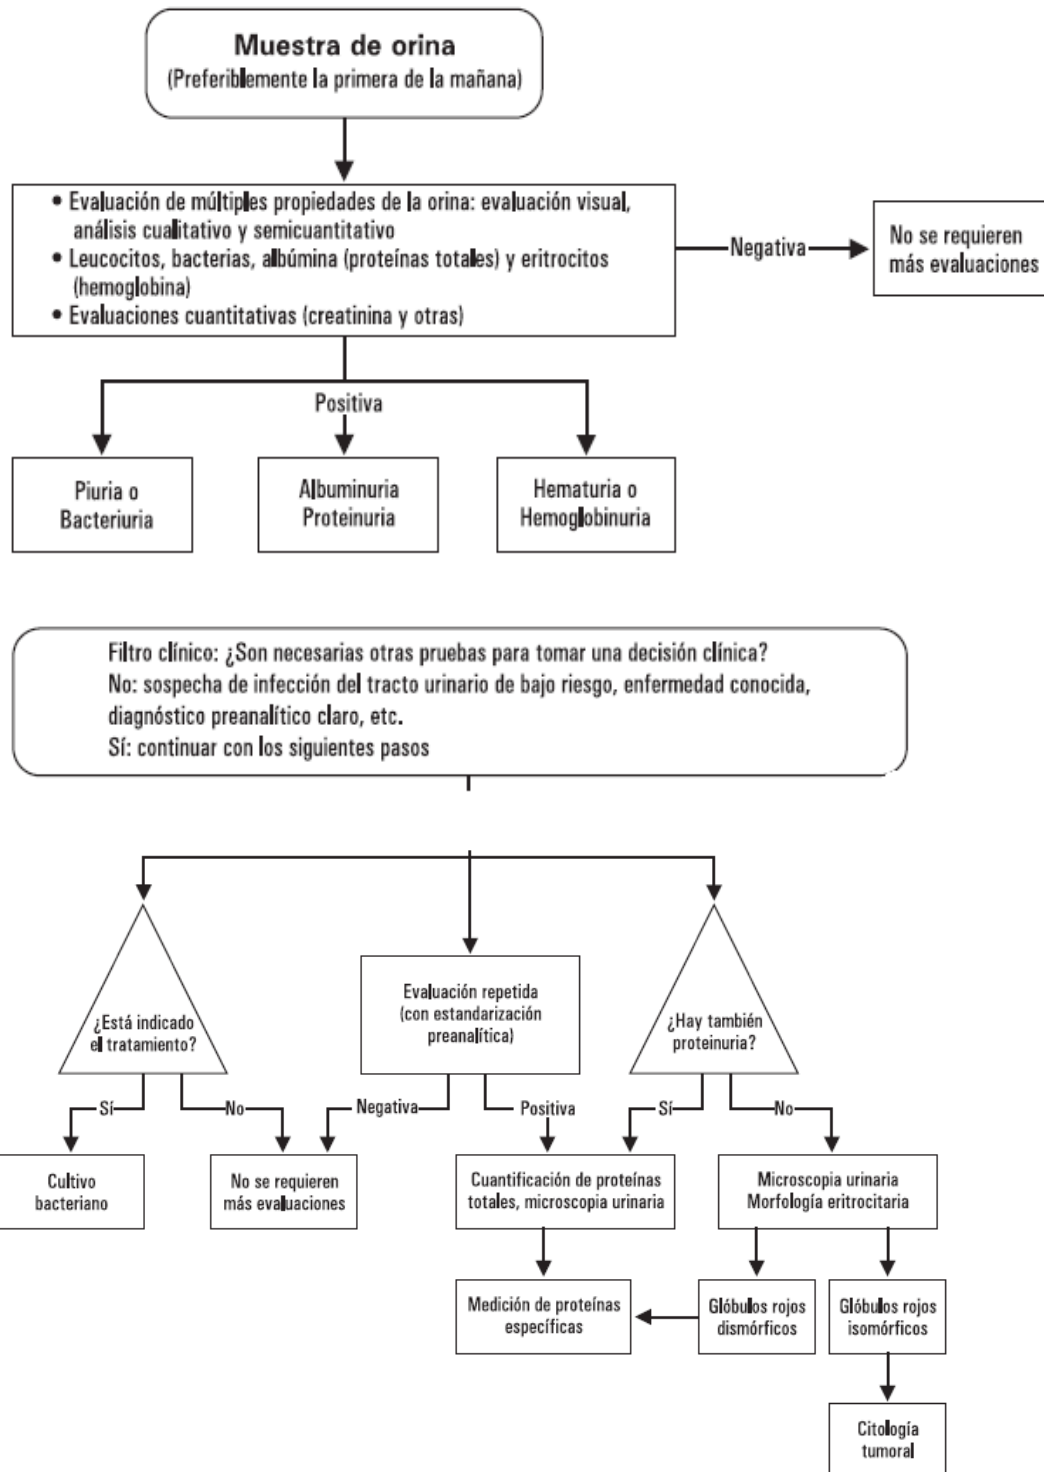 Muestra de orina
(Preferiblemente la primera de la mañana)
• Evaluación de múltiples propiedades de la orina: evaluación visual,
análisis cualitativo y semicuantitativo
• Leucocitos, bacterias, albúmina (proteínas totales) y eritrocitos
(hemoglobina)
• Evaluaciones cuantitativas (creatinina y otras)
Negativa
No se requieren
más evaluaciones
Positiva
Piuria o
Bacteriuria
Albuminuria
Proteinuria
Hematuria o
Hemoglobinuria
Filtro clínico: ¿Son necesarias otras pruebas para tomar una decisión clínica?
No: sospecha de infección del tracto urinario de bajo riesgo, enfermedad conocida,
diagnóstico preanalítico claro, etc.
Sí: continuar con los siguientes pasos
¿Está indicado
el tratamiento?
Evaluación repetida
(con estandarización
preanalítica)
¿Hay también
proteinuria?
Sí
No
Negativa
Positiva
Sí
No
Cultivo
bacteriano
No se requieren
más evaluaciones
Cuantificación de proteínas
totales, microscopia urinaria
Microscopia urinaria
Morfología eritrocitaria
Medición de proteínas
específicas
Glóbulos rojos
dismórficos
Glóbulos rojos
isomórficos
Citología
tumoral